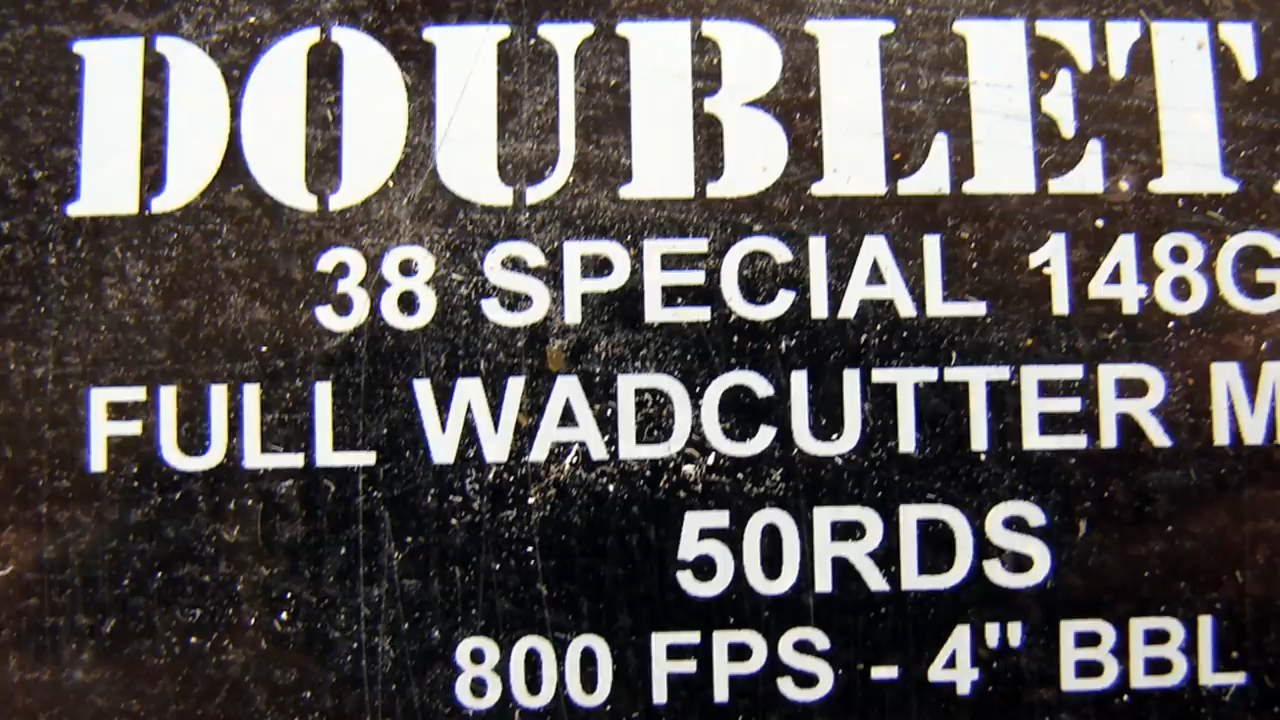 DOUBLET
38 SPECIAL 148G
FULL WADCUTTER M
50RDS
800 FPS - 4" BBL